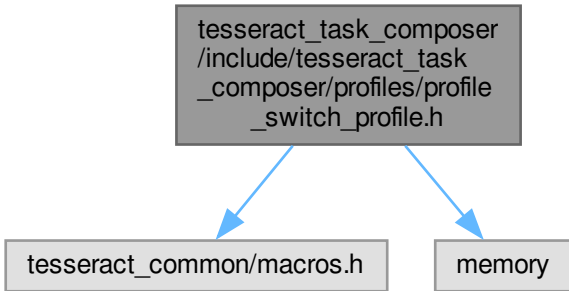 tesseract_task_composer
/include/tesseract_task
_composer/profiles/profile
_switch_profile.h
tesseract_common/macros.h
memory